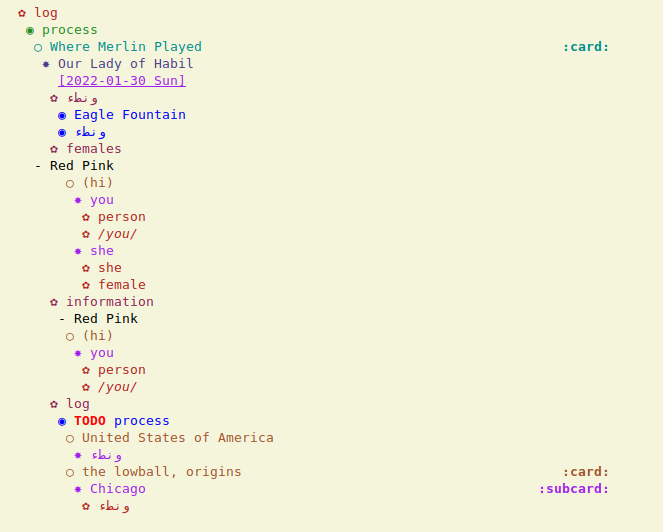 ✿ log
◉ process
○ Where Merlin Played :card:
✸ Our Lady of Habil
[2022-01-30 Sun]
✿ ونطء
◉ Eagle Fountain
◉ ونطء
✿ females
- Red Pink
○ (hi)
✸ you
✿ person
✿ /you/
✸ she
✿ she
✿ female
✿ information
- Red Pink
○ (hi)
✸ you
✿ person
✿ /you/
✿ log
◉ TODO process
○ United States of America
✸ ونطء
○ the lowball, origins :card:
✸ Chicago :subcard:
✿ ونطء